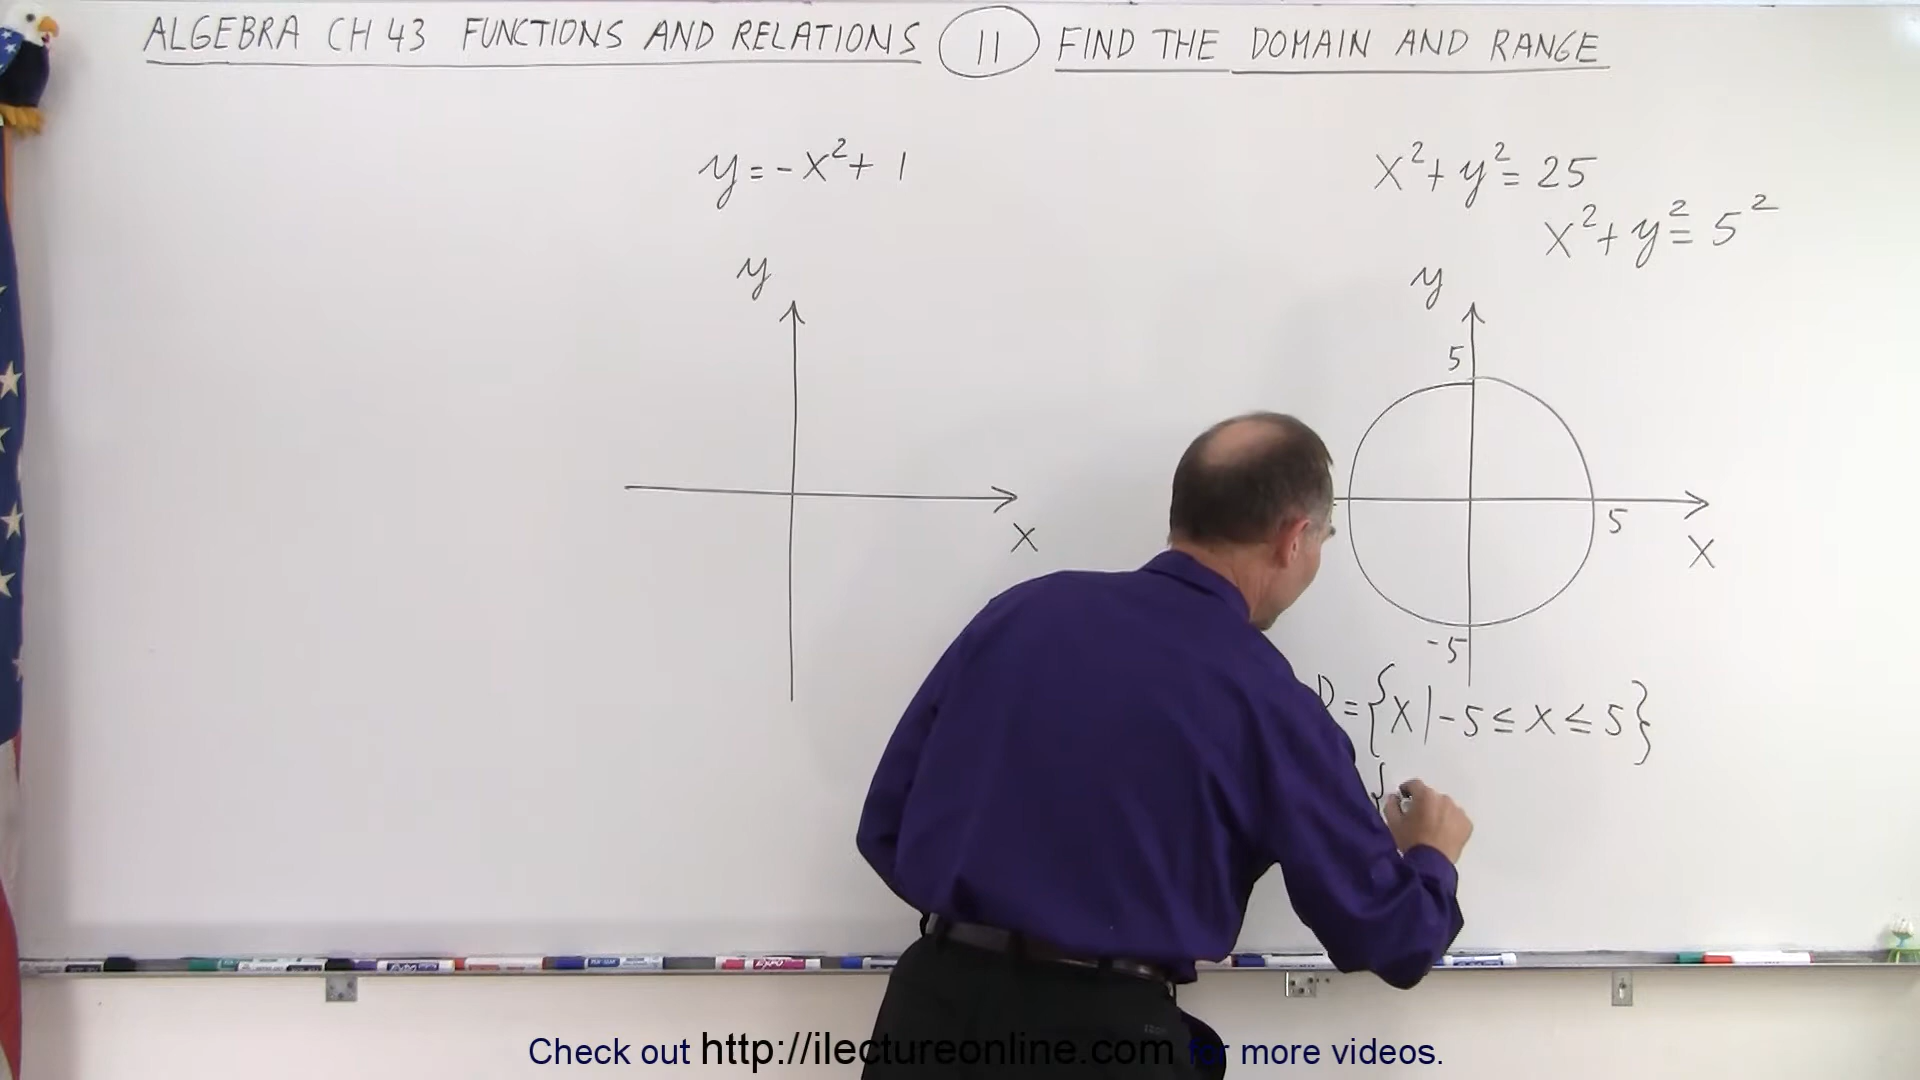 ALGEBRA CH 43 FUNCTIONS AND RELATIONS 11 FIND THE DOMAIN AND RANGE
y = -x² + 1
x² + y² = 25
x² + y² = 5²
y
y
5
5
x
x
-5
D = {x | -5 ≤ x ≤ 5}
{
EXPO
Check out http://ilectureonline.com for more videos.